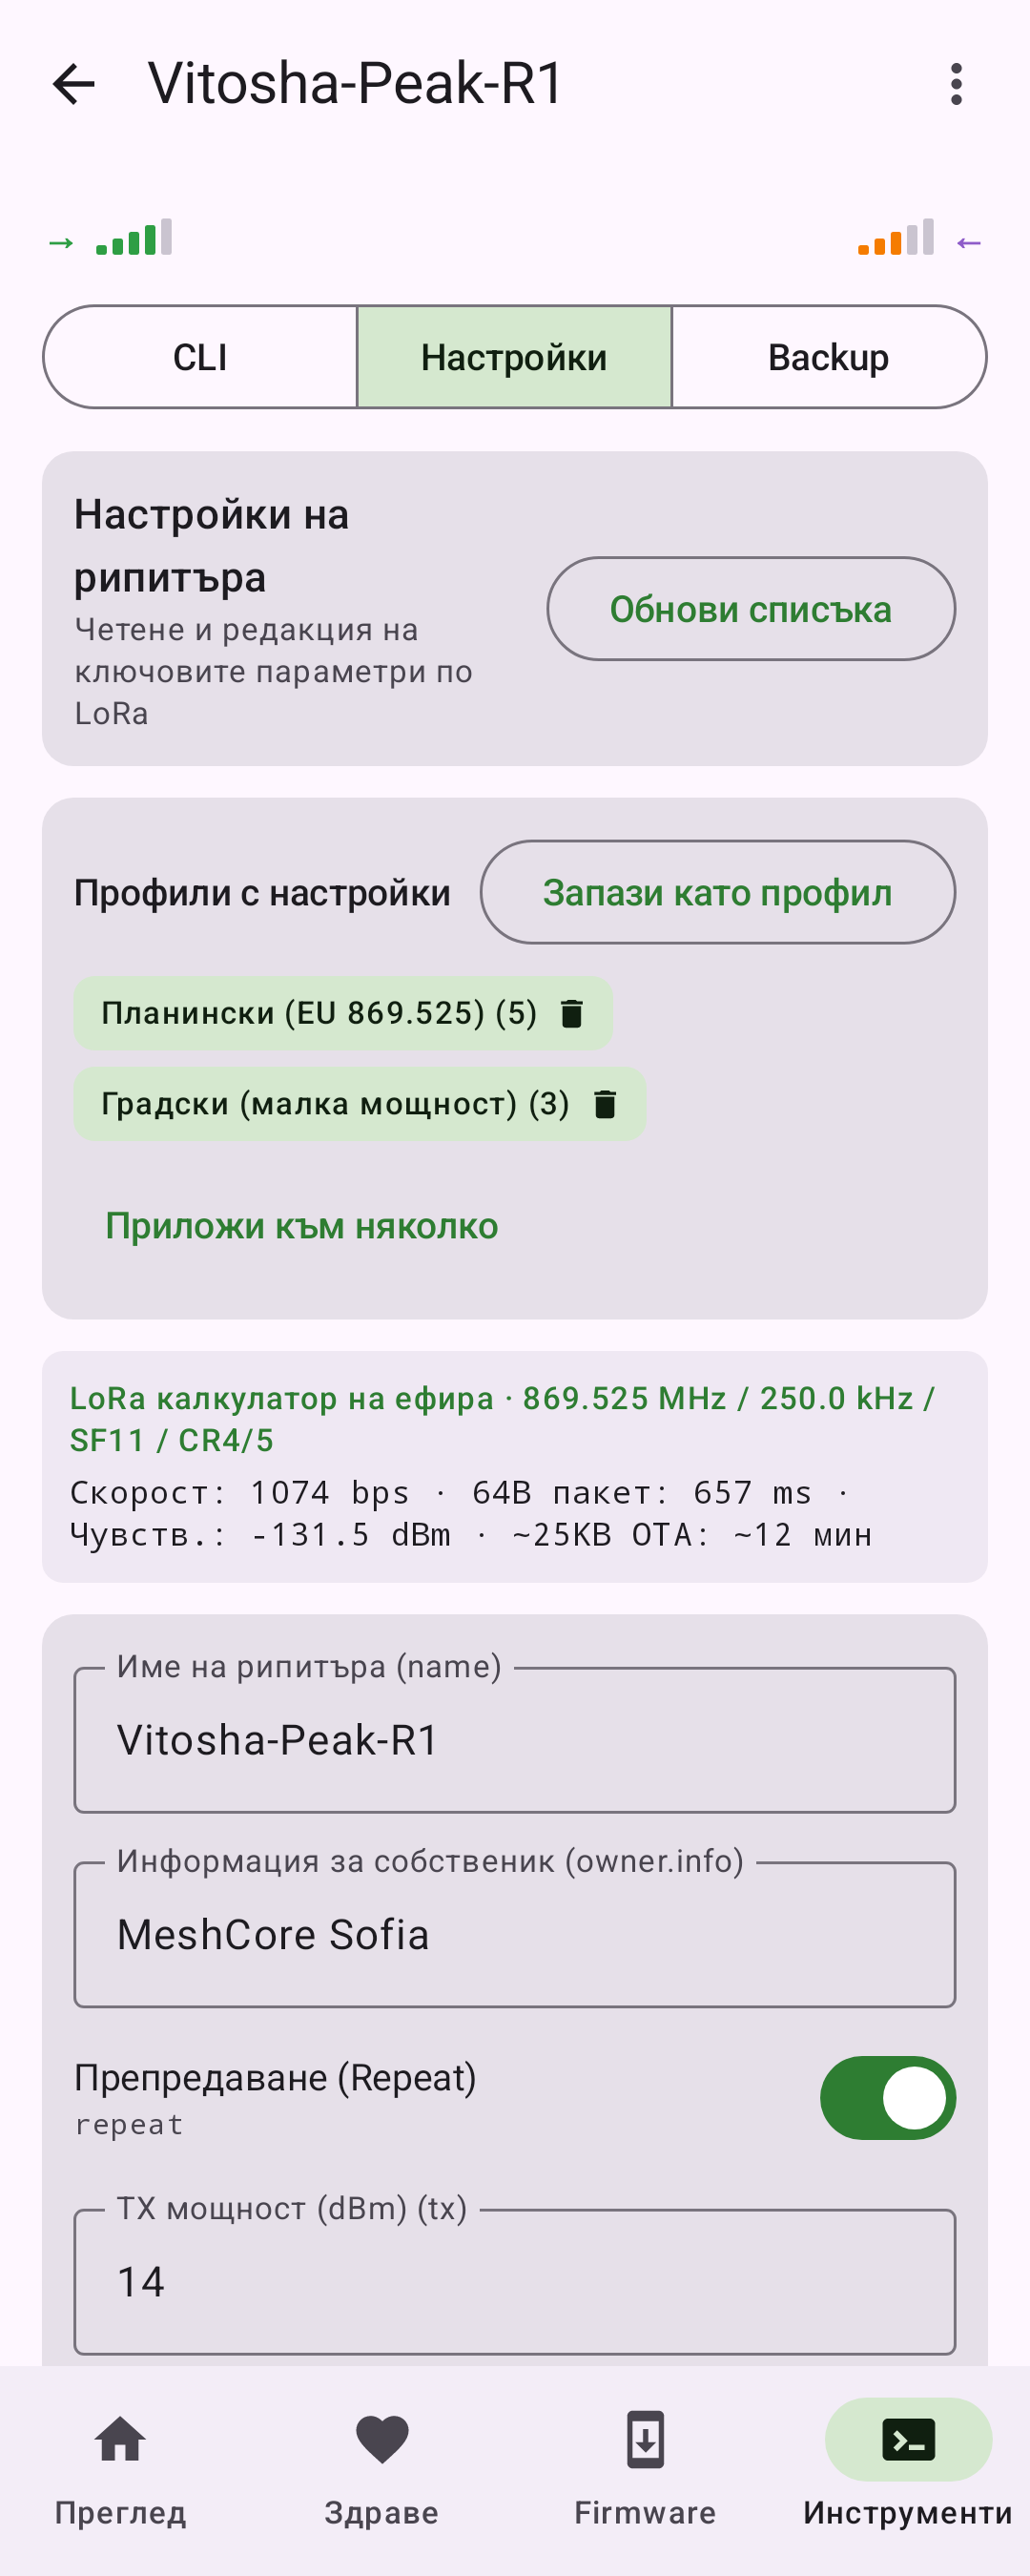 Vitosha-Peak-R1
→
←
CLI
Настройки
Backup
Настройки на
рипитъра
Четене и редакция на
ключовите параметри по
LoRa
Обнови списъка
Профили с настройки
Запази като профил
Планински (EU 869.525) (5)
Градски (малка мощност) (3)
Приложи към няколко
LoRa калкулатор на ефира · 869.525 MHz / 250.0 kHz /
SF11 / CR4/5
Скорост: 1074 bps · 64B пакет: 657 ms ·
Чувств.: -131.5 dBm · ~25KB OTA: ~12 мин
Име на рипитъра (name)
Vitosha-Peak-R1
Информация за собственик (owner.info)
MeshCore Sofia
Препредаване (Repeat)
repeat
TX мощност (dBm) (tx)
14
Преглед
Здраве
Firmware
Инструменти